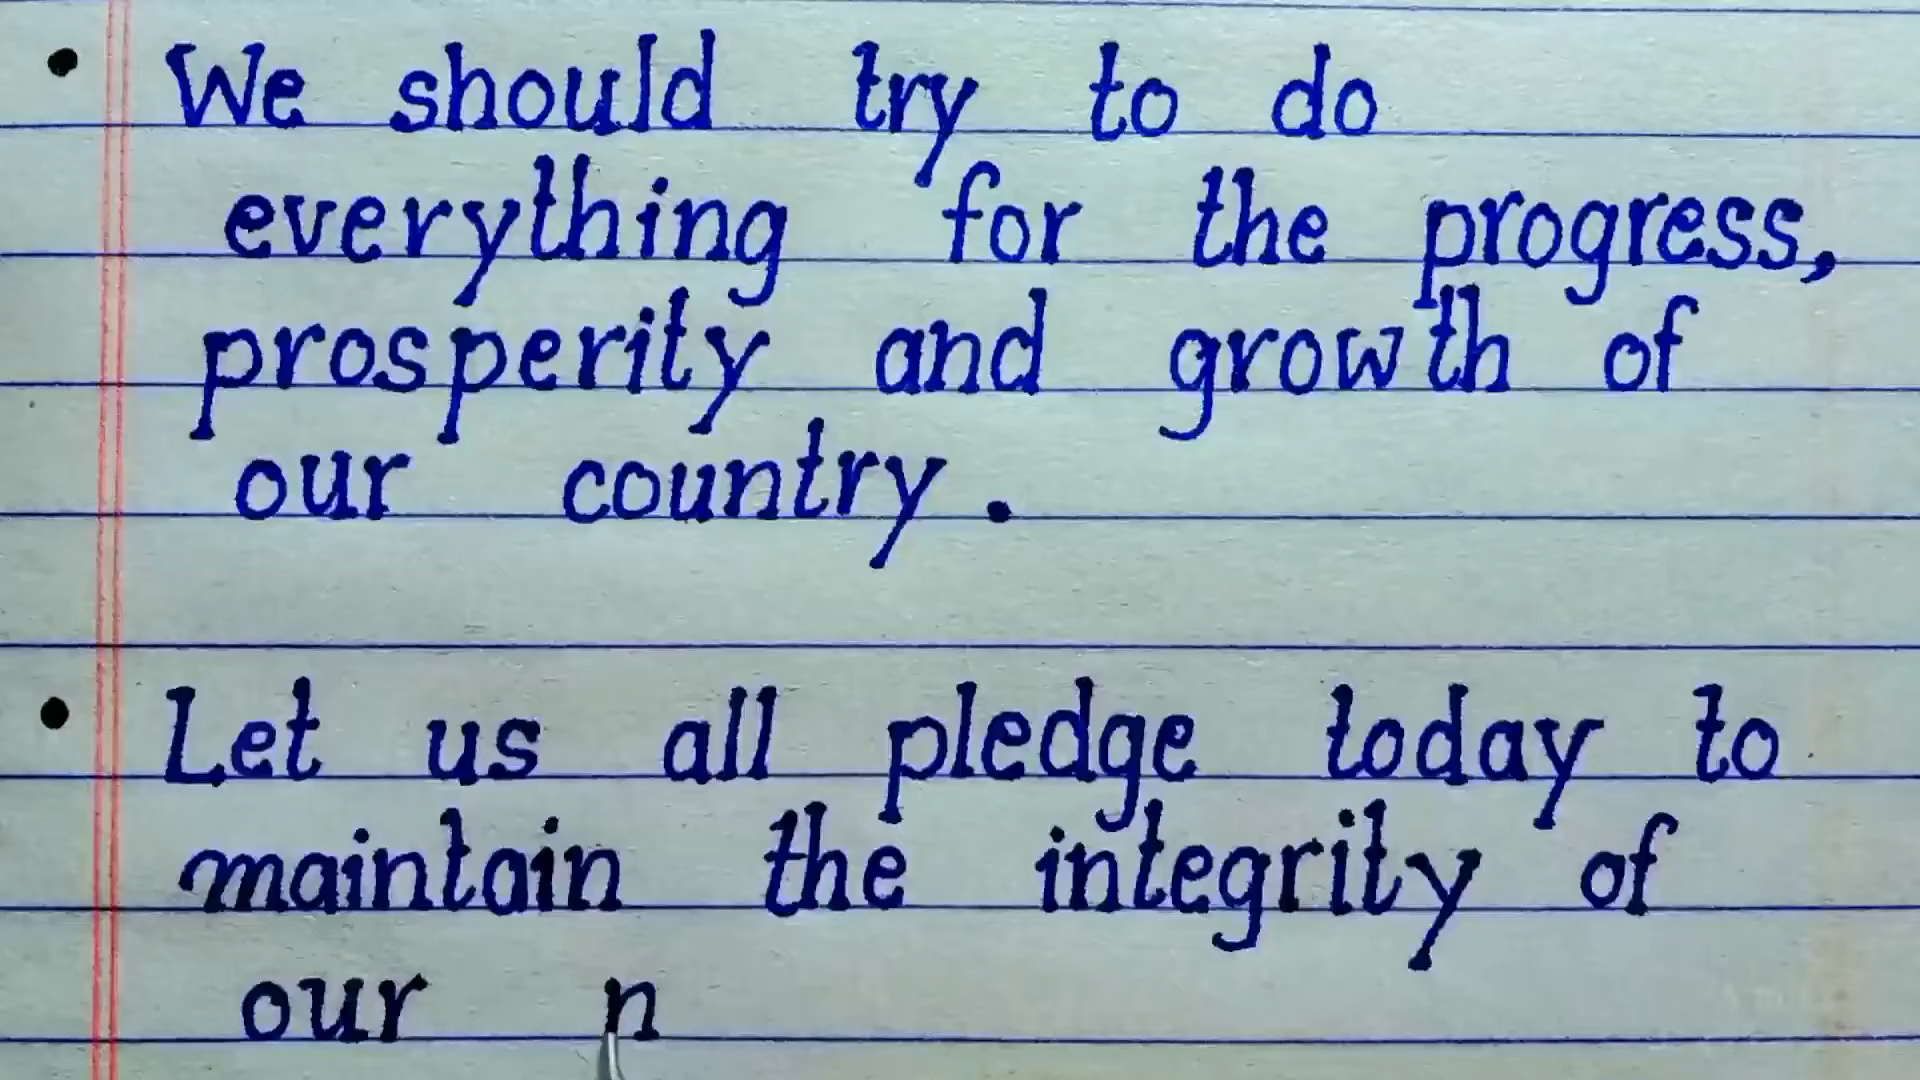 • We should try to do
everything for the progress,
prosperity and growth of
our country.
• Let us all pledge today to
maintain the integrity of
our n